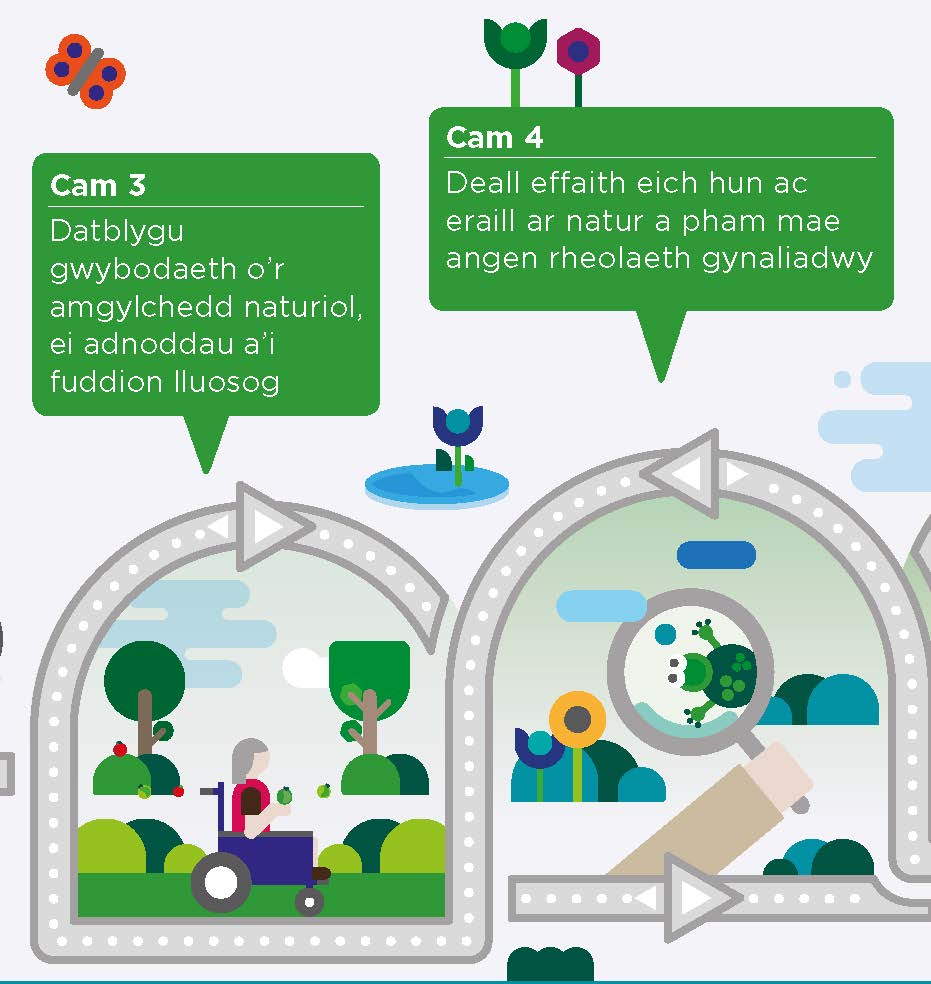 Cam 3
Datblygu
gwybodaeth o'r
amgylchedd naturiol,
ei adnoddau a'i
fuddion lluosog
Cam 4
Deall effaith eich hun ac
eraill ar natur a pham mae
angen rheolaeth gynaliadwy